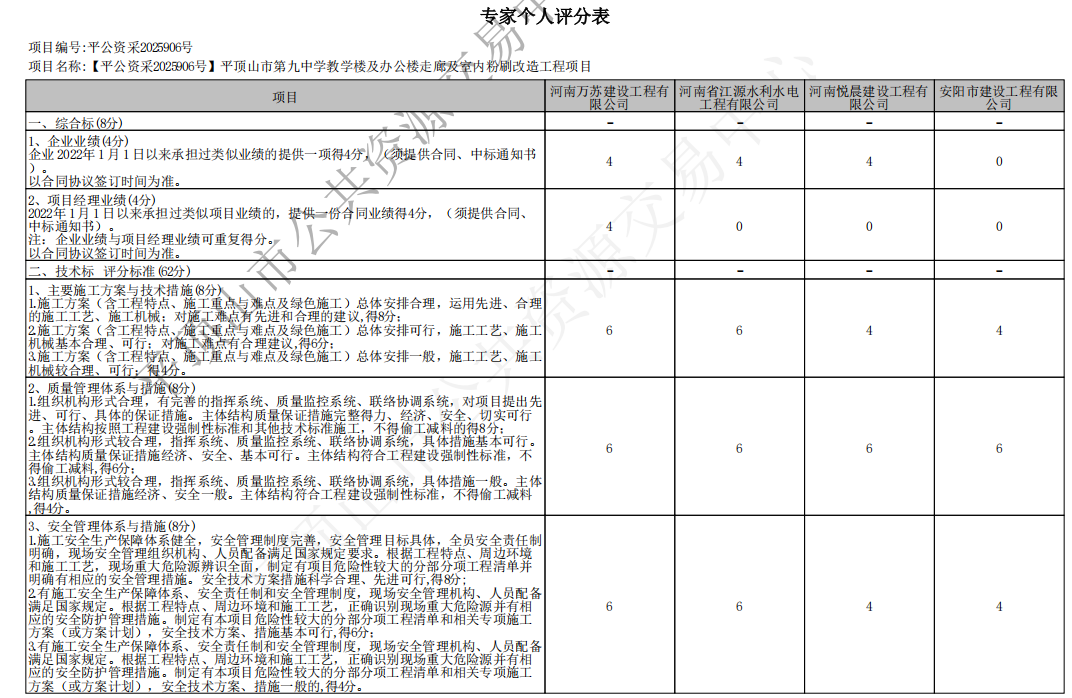 专家个人评分表
项目编号:平公资采2025906号
项目名称:【平公资采2025906号】平顶山市第九中学教学楼及办公楼走廊及室内粉刷改造工程项目
项目
河南万苏建设工程有
限公司
河南省江源水利水电
工程有限公司
河南悦晨建设工程有
限公司
安阳市建设工程有限
公司
一、综合标(8分)
-
-
-
-
1、企业业绩(4分)
企业2022年1月1日以来承担过类似业绩的提供一项得4分,(须提供合同、中标通知书
)。
以合同协议签订时间为准。
4
4
4
0
2、项目经理业绩(4分)
2022年1月1日以来承担过类似项目业绩的,提供一份合同业绩得4分,(须提供合同、
中标通知书)。
注:企业业绩与项目经理业绩可重复得分。
以合同协议签订时间为准。
4
0
0
0
二、技术标 评分标准(62分)
-
-
-
-
1、主要施工方案与技术措施(8分)
1.施工方案(含工程特点、施工重点与难点及绿色施工)总体安排合理,运用先进、合理
的施工工艺、施工机械;对施工难点有先进和合理的建议,得8分;
2.施工方案(含工程特点、施工重点与难点及绿色施工)总体安排可行,施工工艺、施工
机械基本合理、可行;对施工难点有合理建议,得6分;
3.施工方案(含工程特点、施工重点与难点及绿色施工)总体安排一般,施工工艺、施工
机械较合理、可行;得4分。
6
6
4
4
2、质量管理体系与措施(8分)
1.组织机构形式合理,有完善的指挥系统、质量监控系统、联络协调系统,对项目提出先
进、可行、具体的保证措施。主体结构质量保证措施完整得力、经济、安全、切实可行
。主体结构按照工程建设强制性标准和其他技术标准施工,不得偷工减料的得8分;
2.组织机构形式较合理,指挥系统、质量监控系统、联络协调系统,具体措施基本可行。
主体结构质量保证措施经济、安全、基本可行。主体结构符合工程建设强制性标准,不
得偷工减料,得6分;
3.组织机构形式较合理,指挥系统、质量监控系统、联络协调系统,具体措施一般。主体
结构质量保证措施经济、安全一般。主体结构符合工程建设强制性标准,不得偷工减料
,得4分。
6
6
6
6
3、安全管理体系与措施(8分)
1.施工安全生产保障体系健全,安全管理制度完善,安全管理目标具体,全员安全责任制
明确,现场安全管理组织机构、人员配备满足国家规定要求。根据工程特点、周边环境
和施工工艺,现场重大危险源辨识全面,制定有项目危险性较大的分部分项工程清单并
明确有相应的安全管理措施。安全技术方案措施科学合理、先进可行,得8分;
2.有施工安全生产保障体系、安全责任制和安全管理制度,现场安全管理机构、人员配备
满足国家规定。根据工程特点、周边环境和施工工艺,正确识别现场重大危险源并有相
应的安全防护管理措施。制定有本项目危险性较大的分部分项工程清单和相关专项施工
方案(或方案计划),安全技术方案、措施基本可行,得6分;
3.有施工安全生产保障体系、安全责任制和安全管理制度,现场安全管理机构、人员配备
满足国家规定。根据工程特点、周边环境和施工工艺,正确识别现场重大危险源并有相
应的安全防护管理措施。制定有本项目危险性较大的分部分项工程清单和相关专项施工
方案(或方案计划),安全技术方案、措施一般的,得4分。
6
6
4
4
平顶山市公共资源交易中心
平顶山市公共资源交易中心